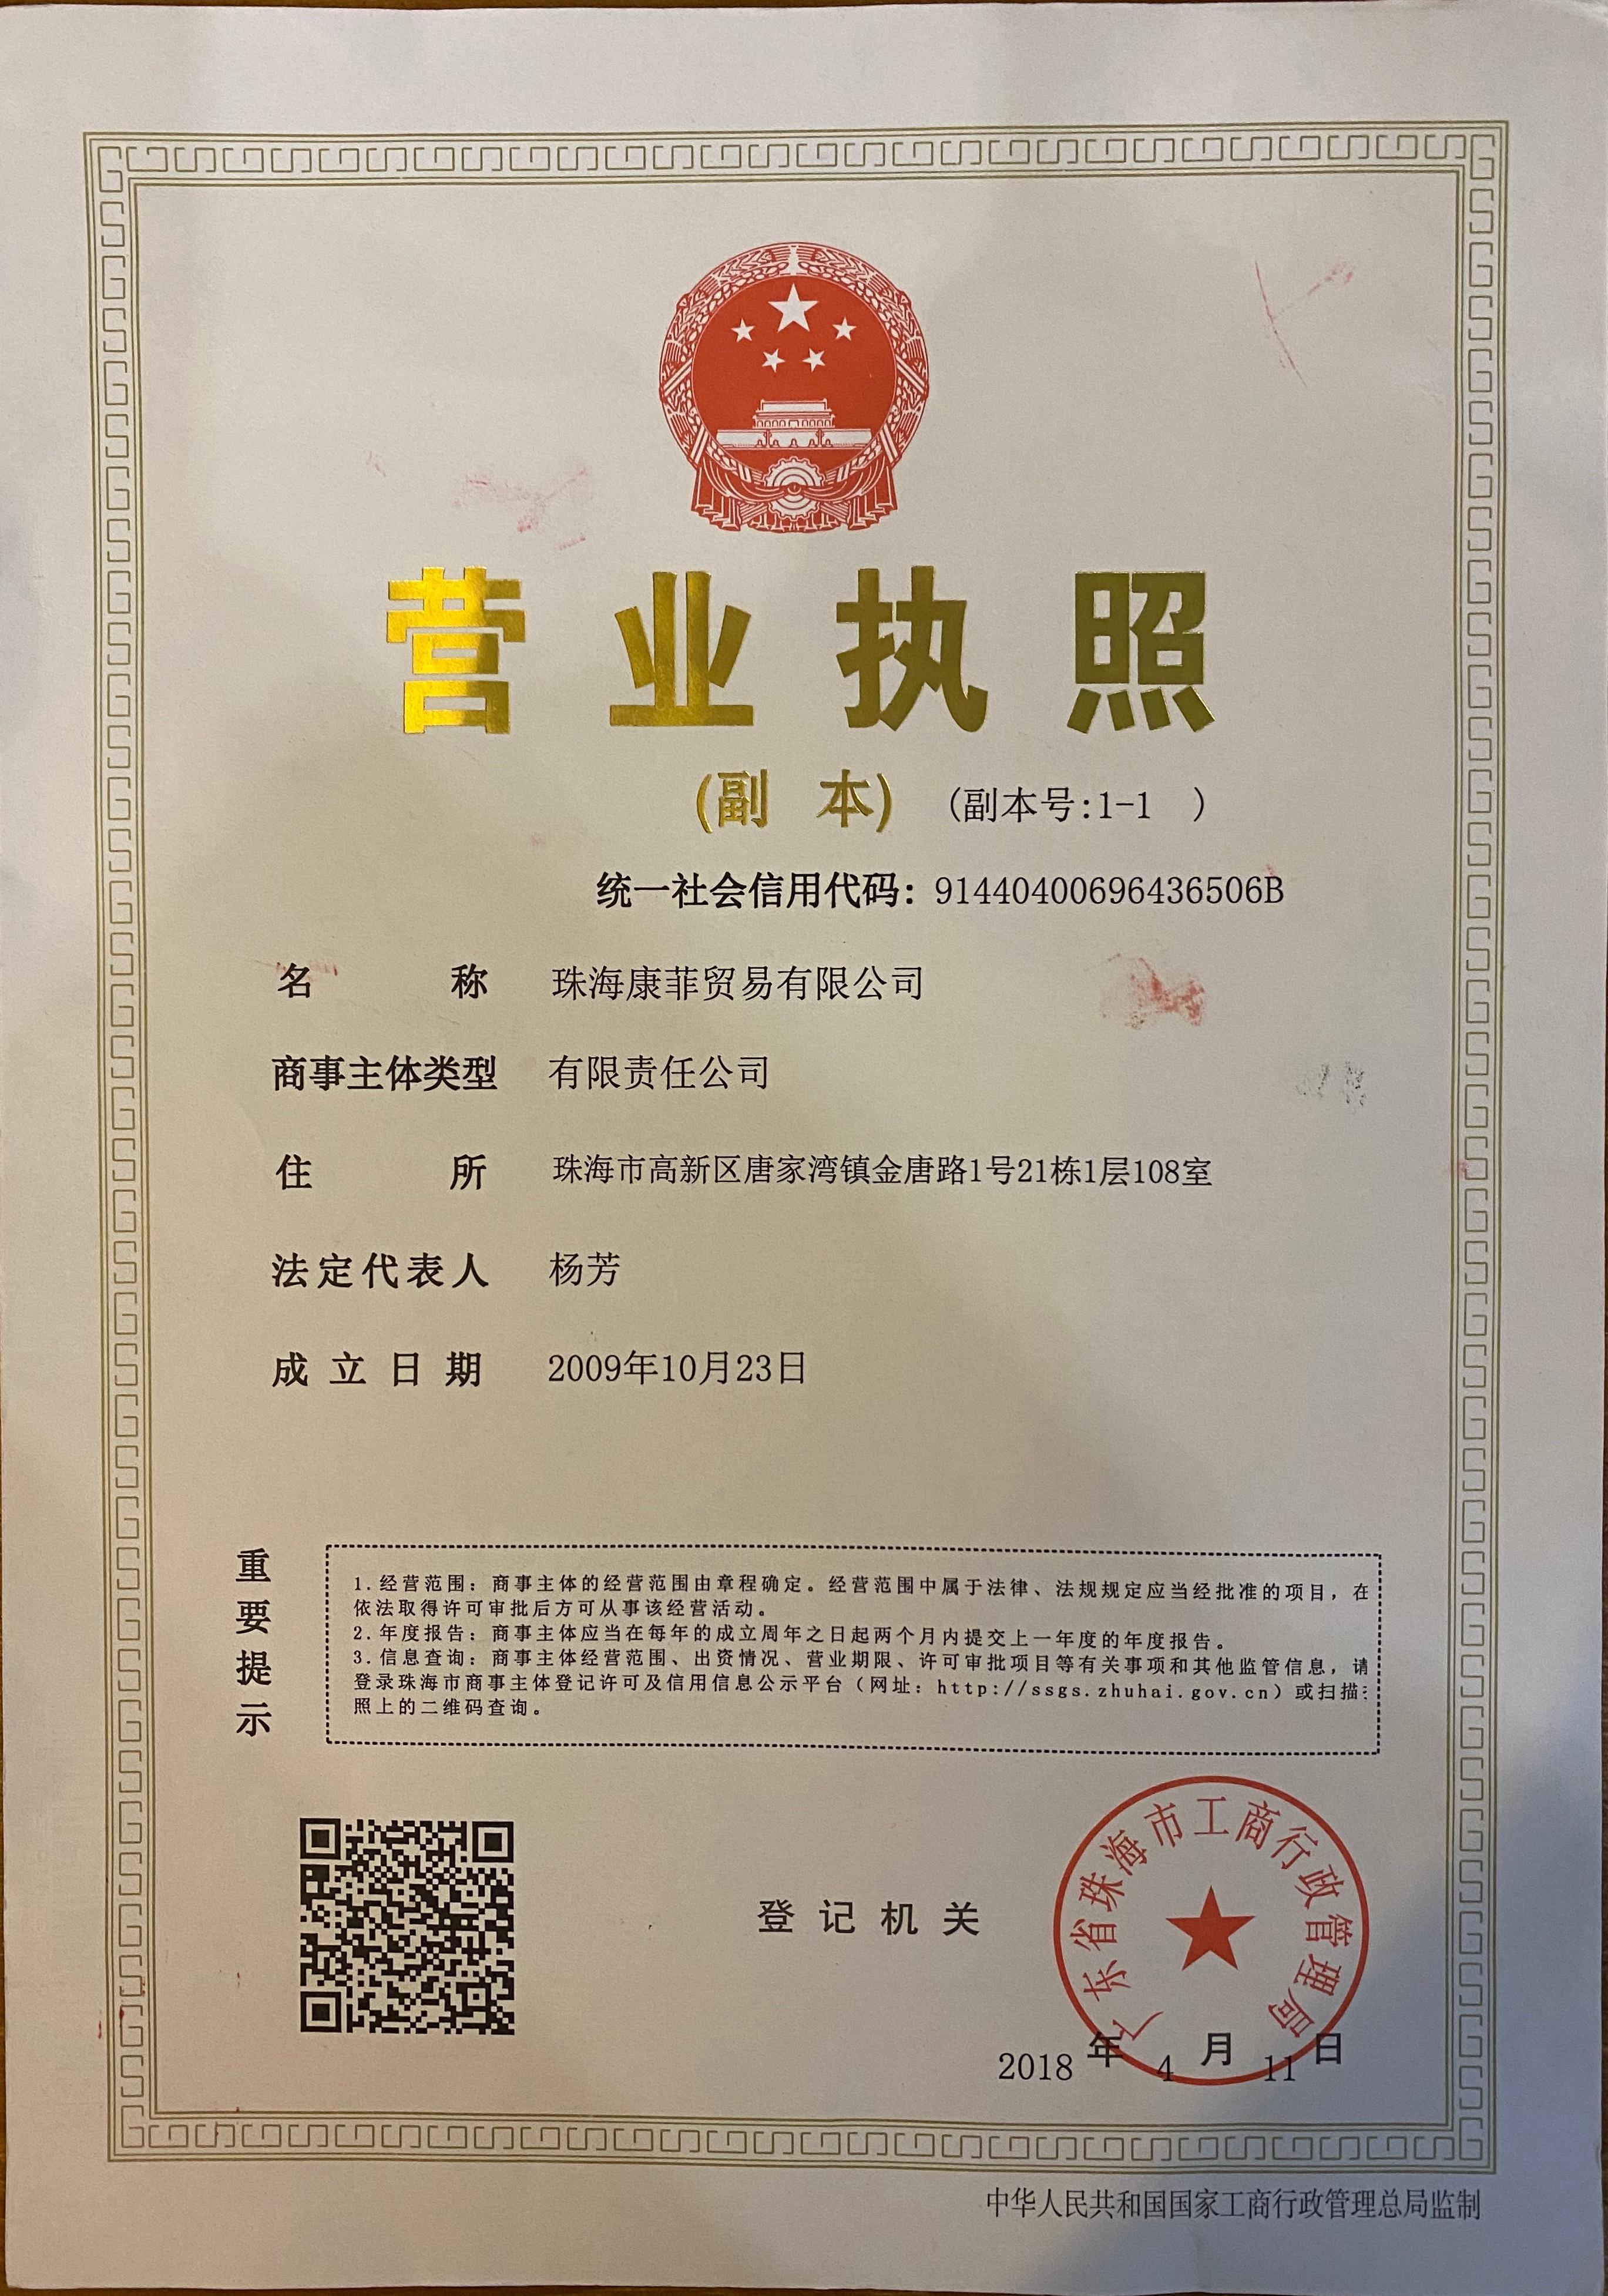 营业执照
(副 本) (副本号:1-1 )
统一社会信用代码: 91440400696436506B
名 称 珠海康菲贸易有限公司
商事主体类型 有限责任公司
住 所 珠海市高新区唐家湾镇金唐路1号21栋1层108室
法定代表人 杨芳
成立日期 2009年10月23日
重要提示
1.经营范围:商事主体的经营范围由章程确定。经营范围中属于法律、法规规定应当经批准的项目,在
依法取得许可审批后方可从事该经营活动。
2.年度报告:商事主体应当在每年的成立周年之日起两个月内提交上一年度的年度报告。
3.信息查询:商事主体经营范围、出资情况、营业期限、许可审批项目等有关事项和其他监管信息,请
登录珠海市商事主体登记许可及信用信息公示平台(网址:http://ssgs.zhuhai.gov.cn)或扫描
照上的二维码查询。
登记机关
广东省珠海市工商行政管理局
2018年4月11日
中华人民共和国国家工商行政管理总局监制